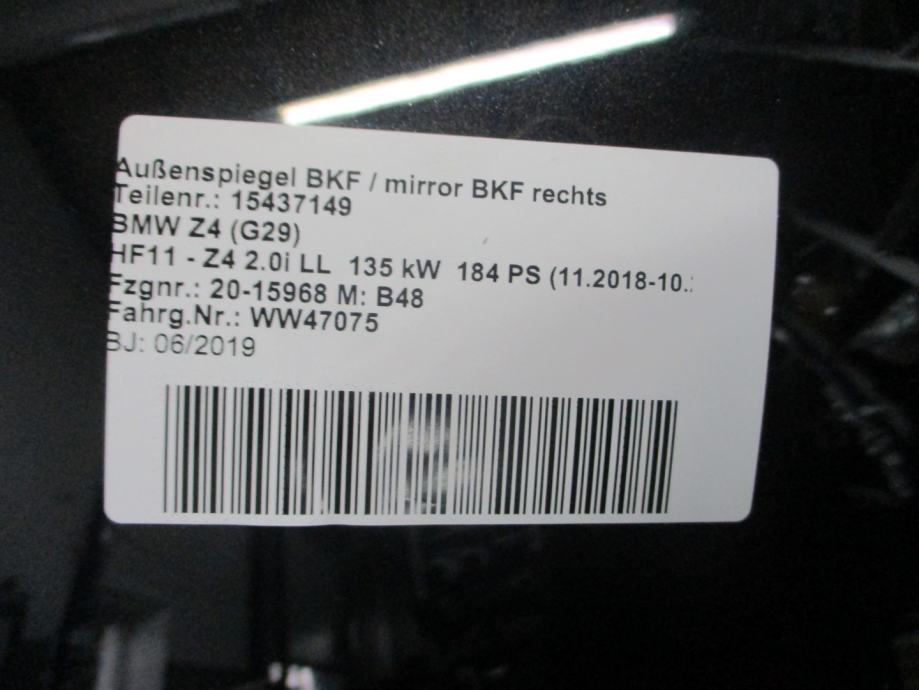 Außenspiegel BKF / mirror BKF rechts
Teilenr.: 15437149
BMW Z4 (G29)
HF11 - Z4 2.0i LL 135 kW 184 PS (11.2018-10.
Fzgnr.: 20-15968 M: B48
Fahrg.Nr.: WW47075
BJ: 06/2019